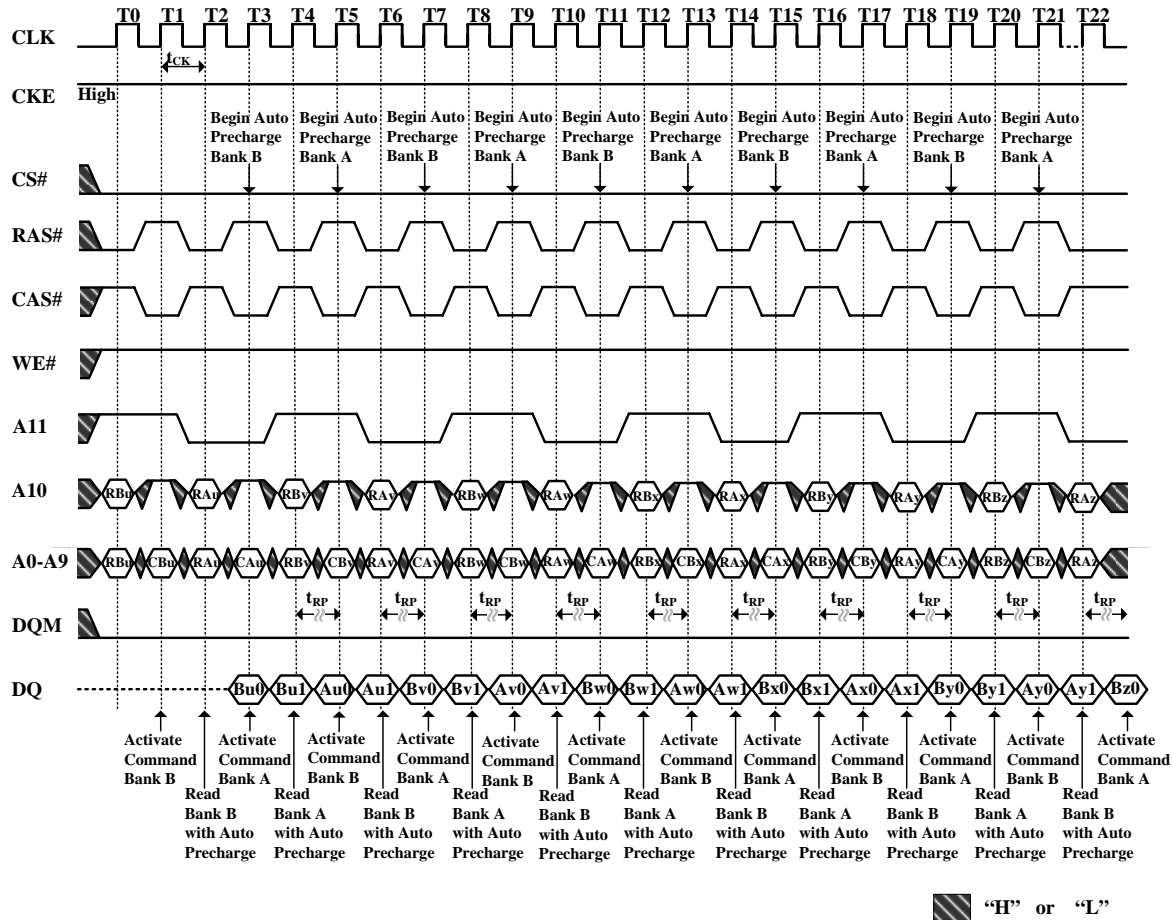 T0 T1 T2 T3 T4 T5 T6 T7 T8 T9 T10 T11 T12 T13 T14 T15 T16 T17 T18 T19 T20 T21 T22
CLK
tCK
CKE
High
Begin Auto Precharge Bank B
Begin Auto Precharge Bank A
Begin Auto Precharge Bank B
Begin Auto Precharge Bank A
Begin Auto Precharge Bank B
Begin Auto Precharge Bank A
Begin Auto Precharge Bank B
Begin Auto Precharge Bank A
Begin Auto Precharge Bank B
Begin Auto Precharge Bank A
CS#
RAS#
CAS#
WE#
A11
A10 RBu RAu RBv RAv RBw RAw RBx RAx RBy RAy RBz RAz
A0-A9 RBu CBu RAu CAu RBv CBv RAv CAv RBw CBw RAw CAw RBx CBx RAx CAx RBy CBy RAy CAy RBz CBz RAz
tRP tRP tRP tRP tRP tRP tRP tRP tRP tRP
DQM
DQ Bu0 Bu1 Au0 Au1 Bv0 Bv1 Av0 Av1 Bw0 Bw1 Aw0 Aw1 Bx0 Bx1 Ax0 Ax1 By0 By1 Ay0 Ay1 Bz0
Activate Command Bank B
Activate Command Bank A
Activate Command Bank B
Activate Command Bank A
Activate Command Bank B
Activate Command Bank A
Activate Command Bank B
Activate Command Bank A
Activate Command Bank B
Activate Command Bank A
Activate Command Bank B
Activate Command Bank A
Read Bank B with Auto Precharge
Read Bank A with Auto Precharge
Read Bank B with Auto Precharge
Read Bank A with Auto Precharge
Read Bank B with Auto Precharge
Read Bank A with Auto Precharge
Read Bank B with Auto Precharge
Read Bank A with Auto Precharge
Read Bank B with Auto Precharge
Read Bank A with Auto Precharge
Read Bank B with Auto Precharge
“H” or “L”